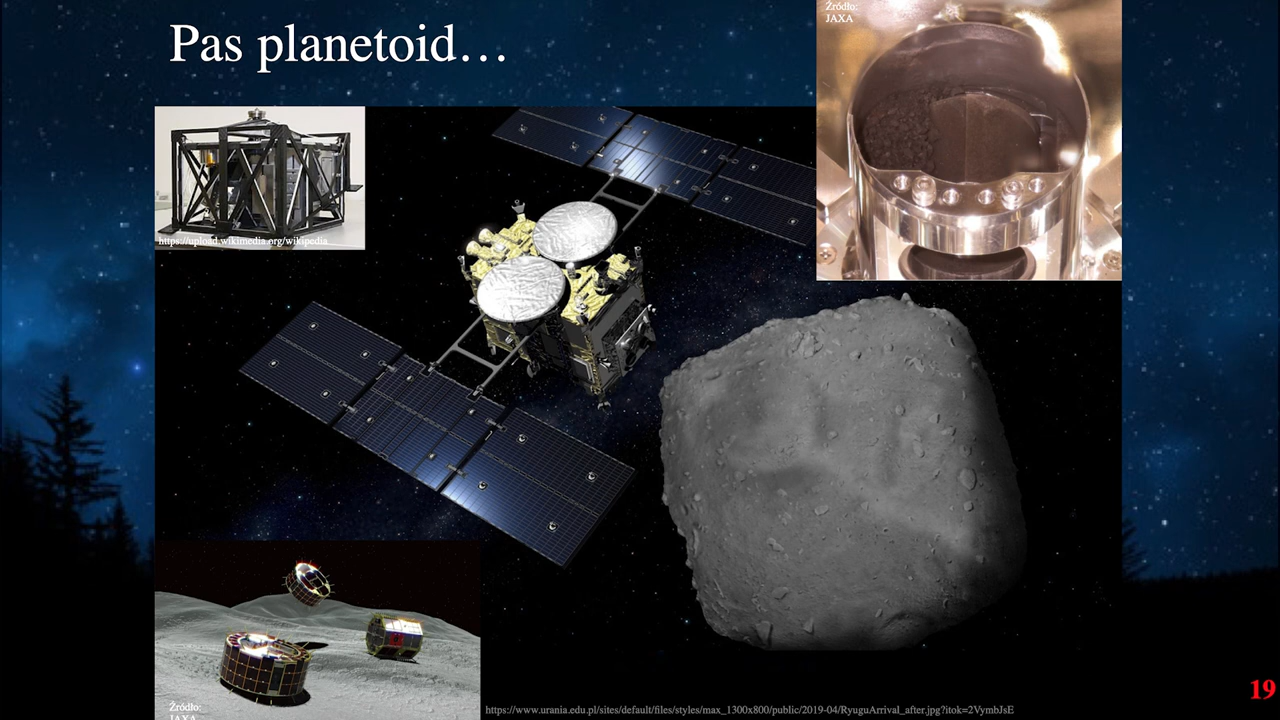 Pas planetoid…
Źródło:
JAXA
https://upload.wikimedia.org/wikipedia
Źródło:
JAXA
https://www.urania.edu.pl/sites/default/files/styles/max_1300x800/public/2019-04/RyuguArrival_after.jpg?itok=2VymbJsE
19